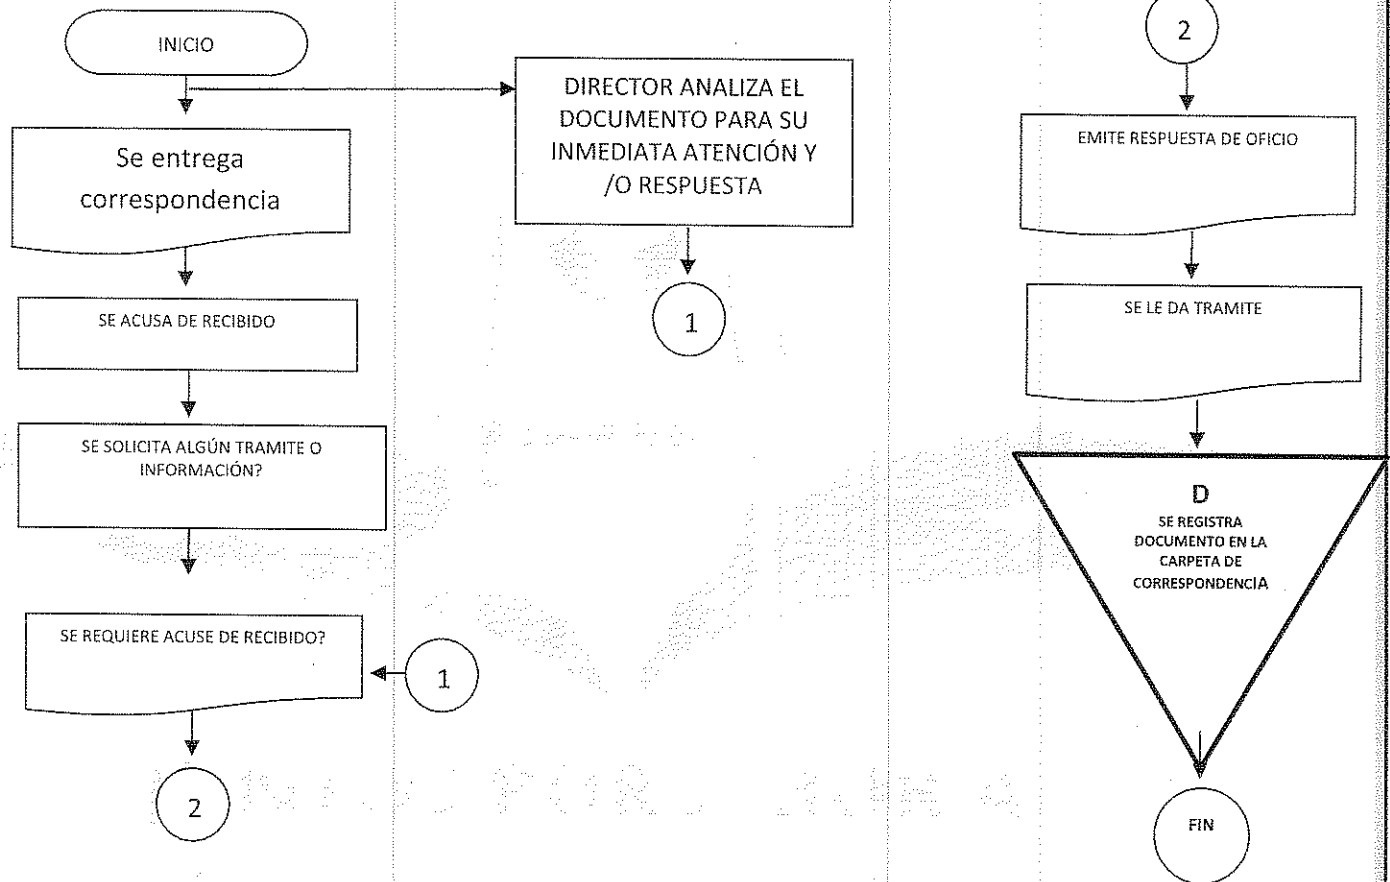 INICIO
Se entrega
correspondencia
SE ACUSA DE RECIBIDO
SE SOLICITA ALGÚN TRAMITE O
INFORMACIÓN?
SE REQUIERE ACUSE DE RECIBIDO?
1
2
DIRECTOR ANALIZA EL
DOCUMENTO PARA SU
INMEDIATA ATENCIÓN Y
/O RESPUESTA
1
2
EMITE RESPUESTA DE OFICIO
SE LE DA TRAMITE
D
SE REGISTRA
DOCUMENTO EN LA
CARPETA DE
CORRESPONDENCIA
FIN